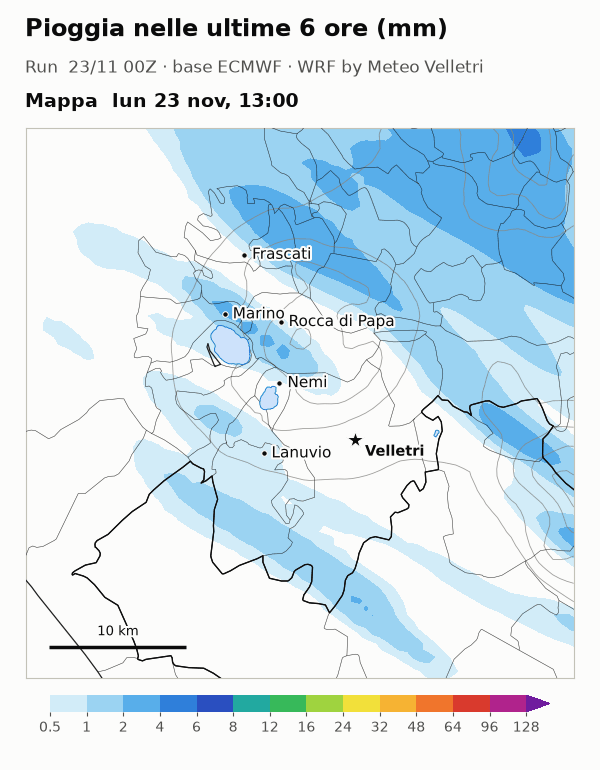 Pioggia nelle ultime 6 ore (mm)
Run  23/11 00Z · base ECMWF · WRF by Meteo Velletri
Mappa  lun 23 nov, 13:00
Frascati
Marino
Rocca di Papa
Nemi
Velletri
Lanuvio
10 km
0.5 1 2 4 6 8 12 16 24 32 48 64 96 128